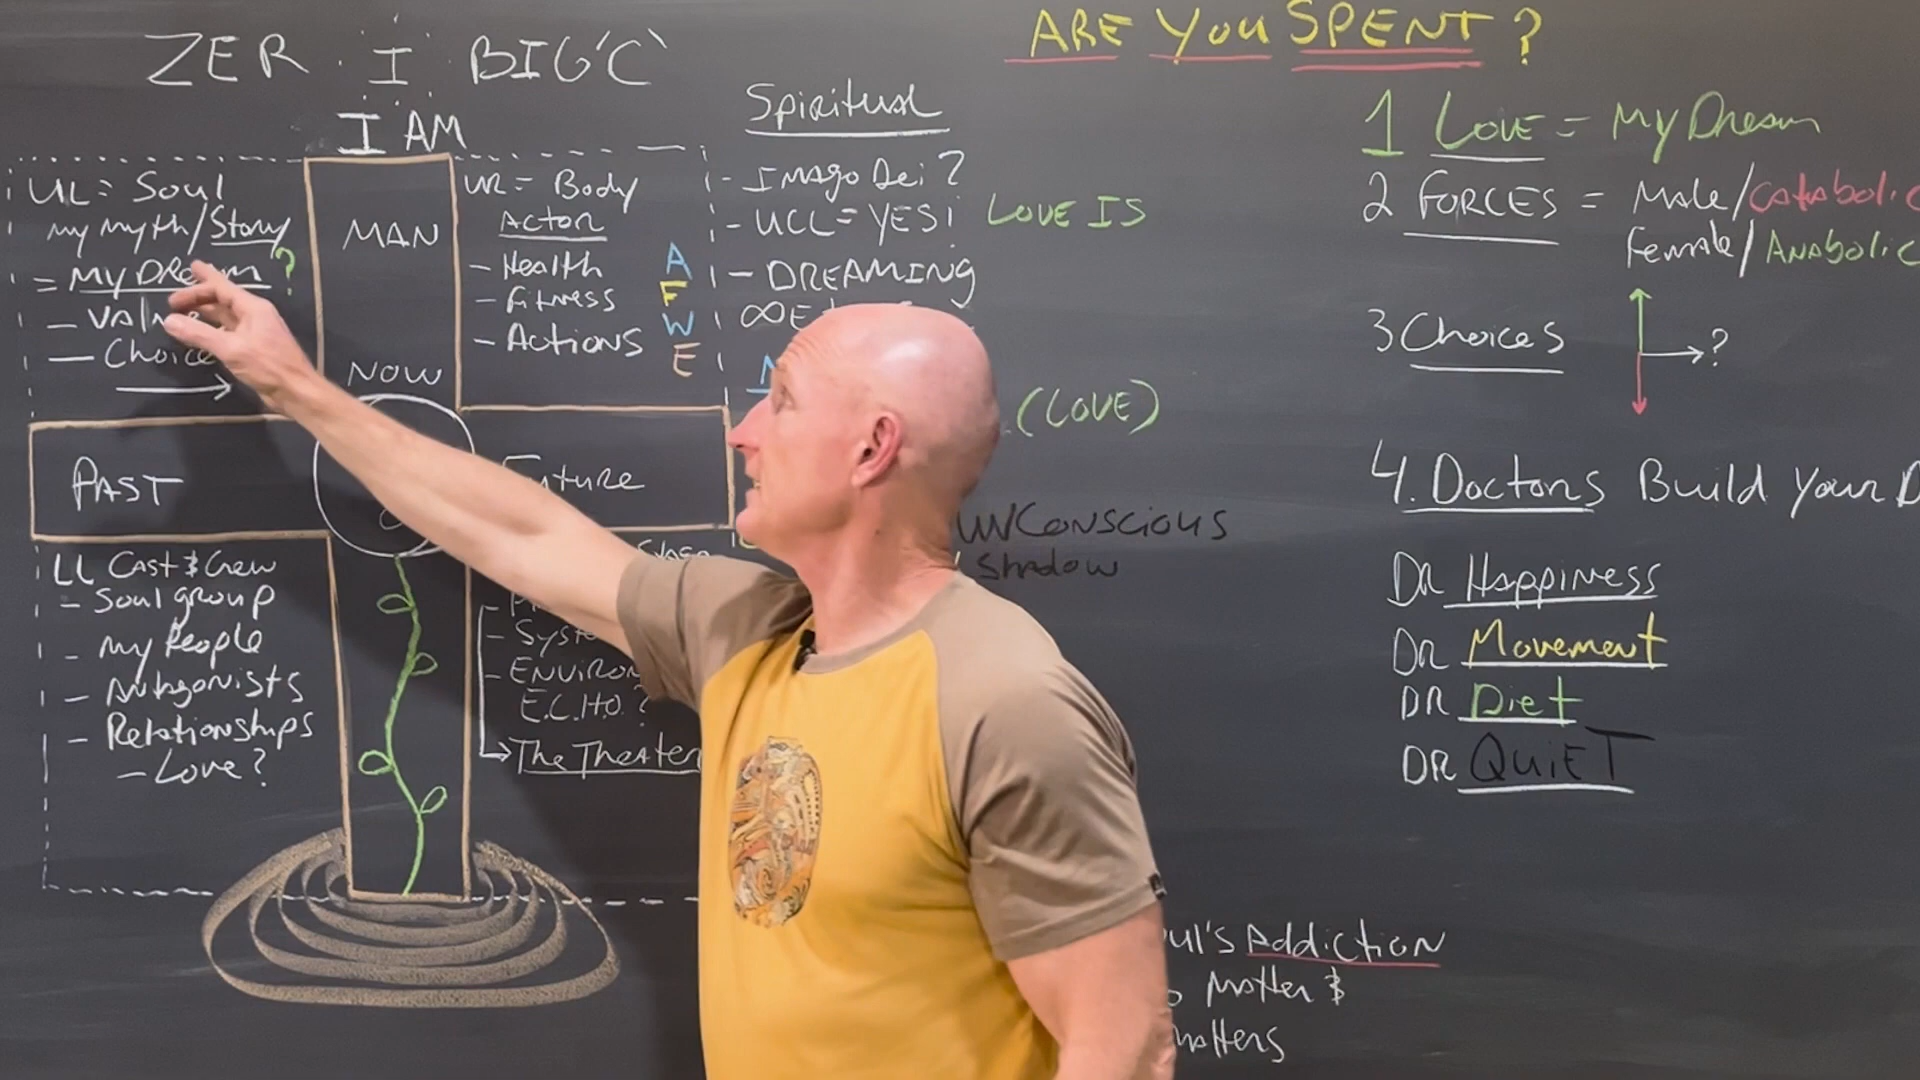 ZER · I · BIG 'C'
I AM
UL = Soul
my myth/Story
= My Dream ?
- Values
- Choice
MAN
NOW
PAST
Future
UR = Body
ACTOR
- Health
- Fitness
- Actions
A
F
W
E
Spiritual
- Imago Dei ?
- UCL = YES!
- DREAMING
LOVE IS
(LOVE)
UNConscious
Shadow
LL Cast & Crew
- Soul group
- My People
- Antagonists
- Relationships
- Love?
E.C.H.O. ?
The Theater
ARE YOU SPENT?
1 LOVE = My Dream
2 FORCES = Male/Catabolic
Female/Anabolic
3 Choices
?
4. Doctors Build Your D
DR Happiness
DR Movement
DR Diet
DR QUIET
ul's Addiction
Matter &
matters